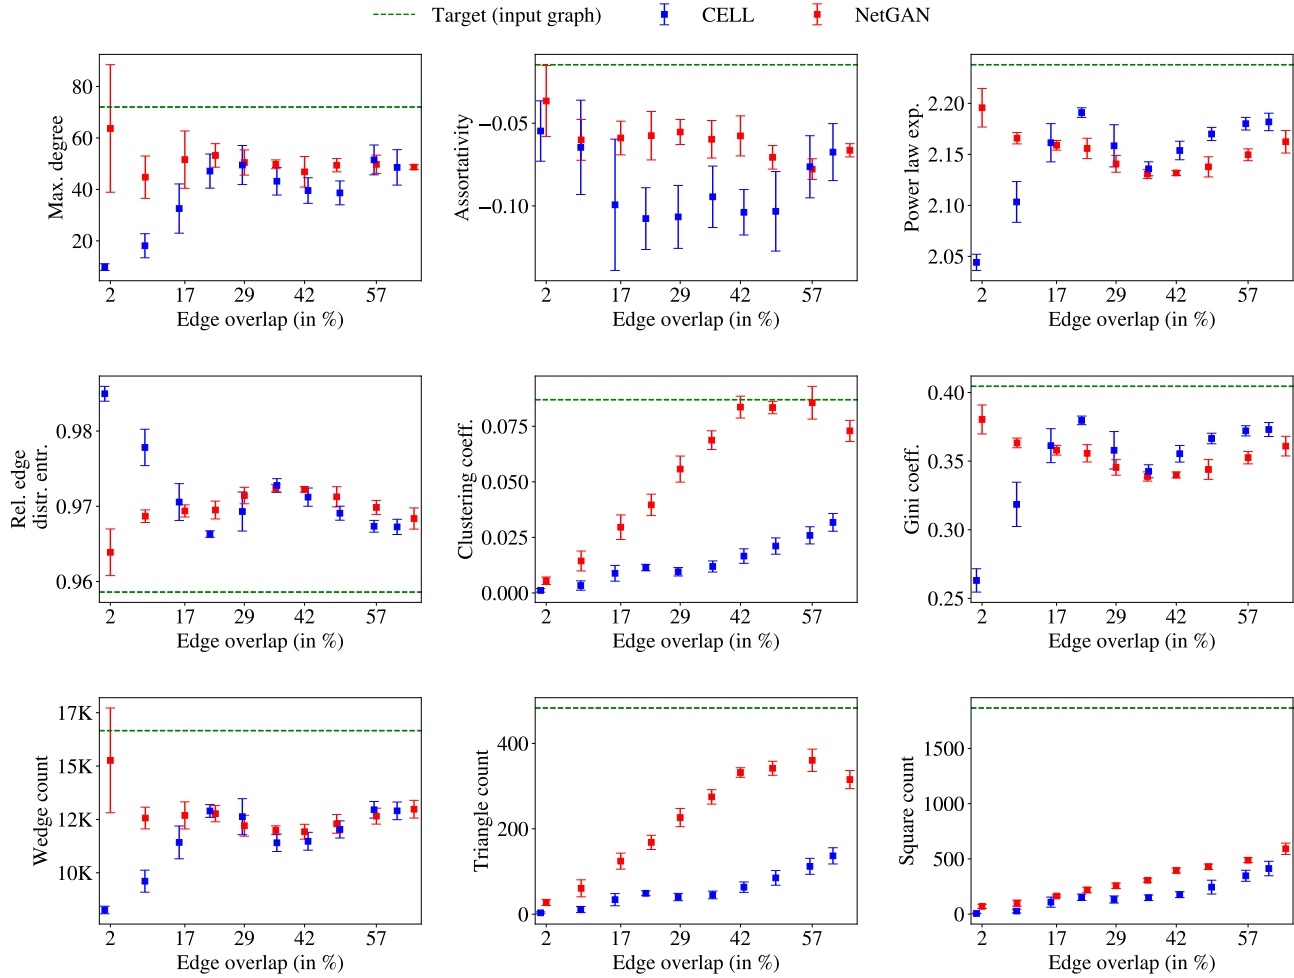 Target (input graph) CELL NetGAN
Max. degree
80
60
40
20
2 17 29 42 57
Edge overlap (in %)
Assortativity
−0.05
−0.10
2 17 29 42 57
Edge overlap (in %)
Power law exp.
2.20
2.15
2.10
2.05
2 17 29 42 57
Edge overlap (in %)
Rel. edge
distr. entr.
0.98
0.97
0.96
2 17 29 42 57
Edge overlap (in %)
Clustering coeff.
0.075
0.050
0.025
0.000
2 17 29 42 57
Edge overlap (in %)
Gini coeff.
0.40
0.35
0.30
0.25
2 17 29 42 57
Edge overlap (in %)
Wedge count
17K
15K
12K
10K
2 17 29 42 57
Edge overlap (in %)
Triangle count
400
200
0
2 17 29 42 57
Edge overlap (in %)
Square count
1500
1000
500
0
2 17 29 42 57
Edge overlap (in %)